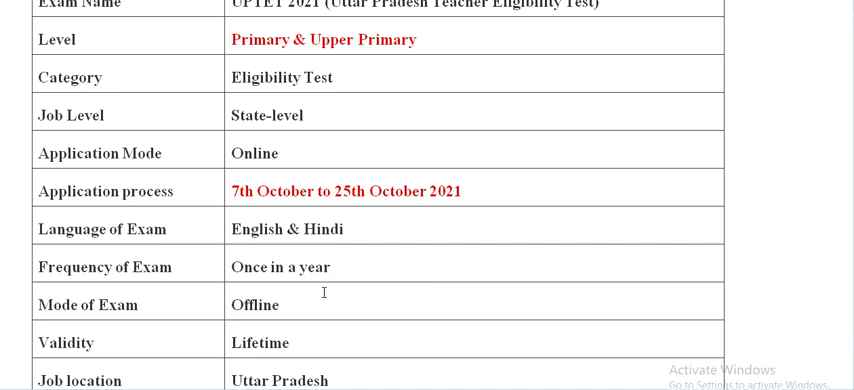 Exam Name UPTET 2021 (Uttar Pradesh Teacher Eligibility Test)
Level Primary & Upper Primary
Category Eligibility Test
Job Level State-level
Application Mode Online
Application process 7th October to 25th October 2021
Language of Exam English & Hindi
Frequency of Exam Once in a year
Mode of Exam Offline
Validity Lifetime
Job location Uttar Pradesh
Activate Windows
Go to Settings to activate Windows.